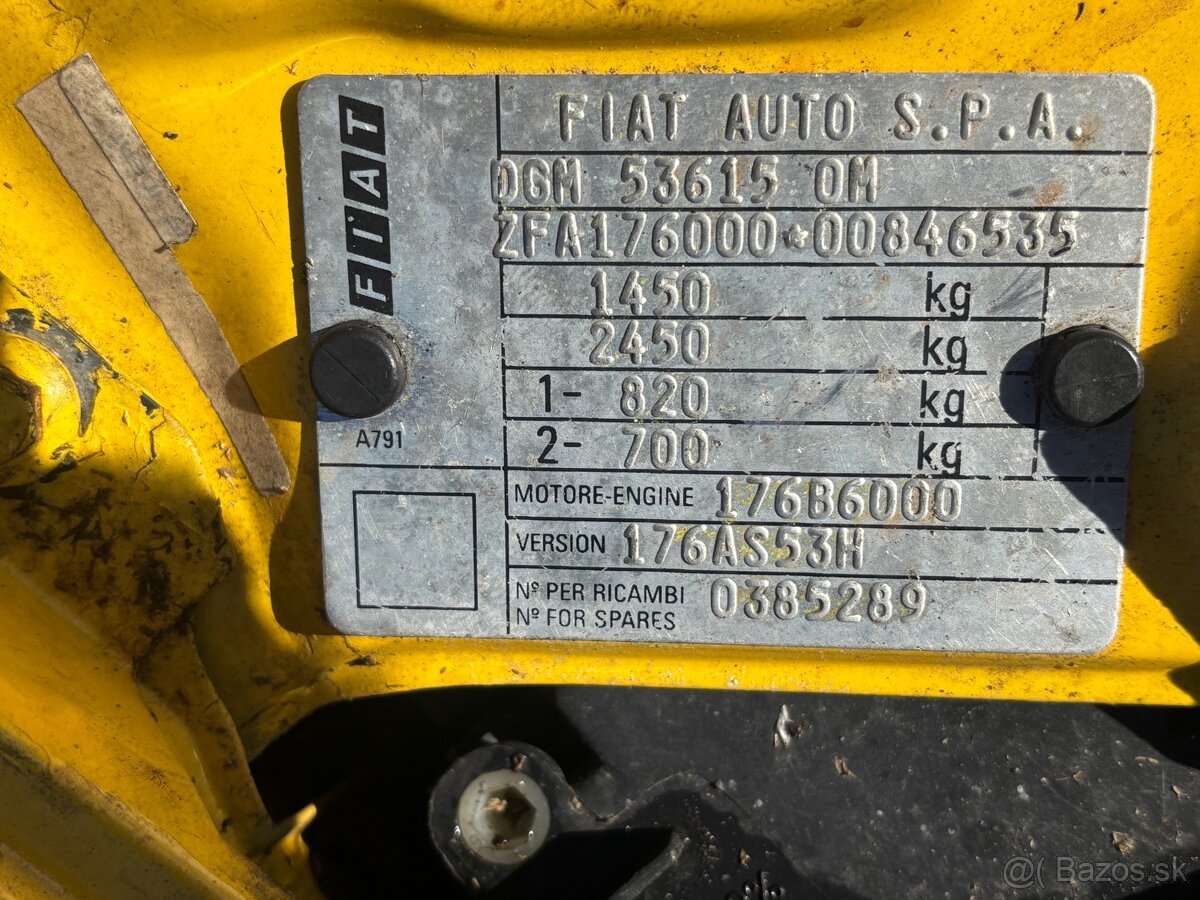 FIAT
FIAT AUTO S.P.A.
DGM 53615 OM
ZFA176000*00846535
1450 kg
2450 kg
1- 820 kg
2- 700 kg
A791
MOTORE-ENGINE 176B6000
VERSION 176AS53H
Nº PER RICAMBI
Nº FOR SPARES
0385289
@( Bazos.sk